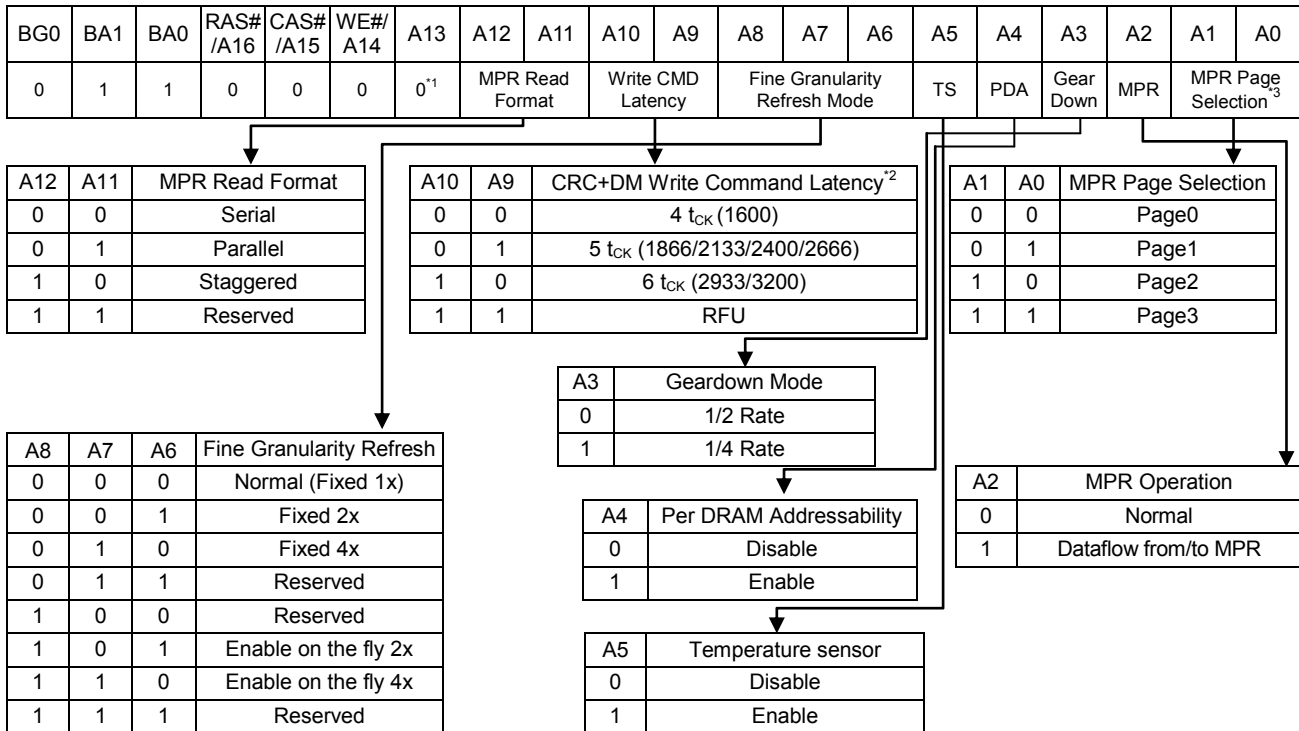 BG0 BA1 BA0 RAS# /A16 CAS# /A15 WE#/ A14 A13 A12 A11 A10 A9 A8 A7 A6 A5 A4 A3 A2 A1 A0
0 1 1 0 0 0 0*1 MPR Read Format Write CMD Latency Fine Granularity Refresh Mode TS PDA Gear Down MPR MPR Page Selection*3
A12 A11 MPR Read Format
0 0 Serial
0 1 Parallel
1 0 Staggered
1 1 Reserved
A10 A9 CRC+DM Write Command Latency*2
0 0 4 tCK (1600)
0 1 5 tCK (1866/2133/2400/2666)
1 0 6 tCK (2933/3200)
1 1 RFU
A1 A0 MPR Page Selection
0 0 Page0
0 1 Page1
1 0 Page2
1 1 Page3
A3 Geardown Mode
0 1/2 Rate
1 1/4 Rate
A8 A7 A6 Fine Granularity Refresh
0 0 0 Normal (Fixed 1x)
0 0 1 Fixed 2x
0 1 0 Fixed 4x
0 1 1 Reserved
1 0 0 Reserved
1 0 1 Enable on the fly 2x
1 1 0 Enable on the fly 4x
1 1 1 Reserved
A4 Per DRAM Addressability
0 Disable
1 Enable
A2 MPR Operation
0 Normal
1 Dataflow from/to MPR
A5 Temperature sensor
0 Disable
1 Enable